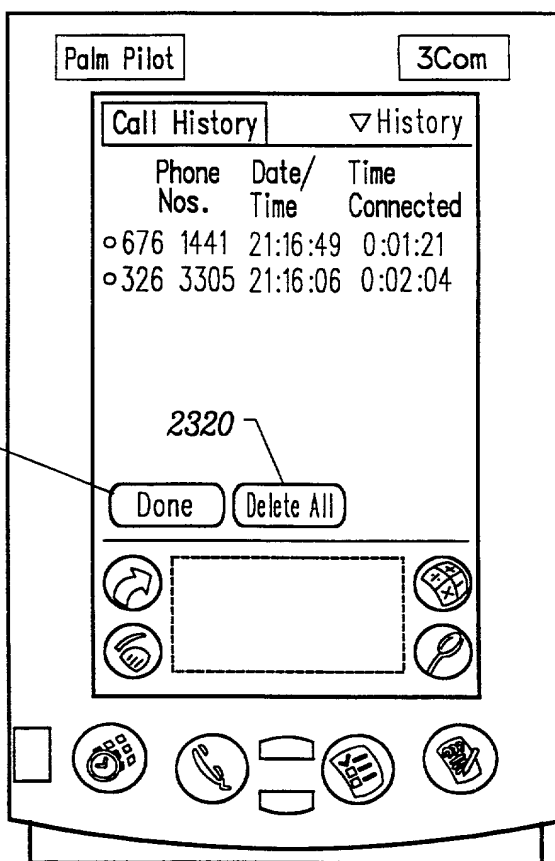 Palm Pilot 3Com
Call History ▽History
Phone Nos. Date/ Time Time Connected
676 1441 21:16:49 0:01:21
326 3305 21:16:06 0:02:04
2320
Done Delete All